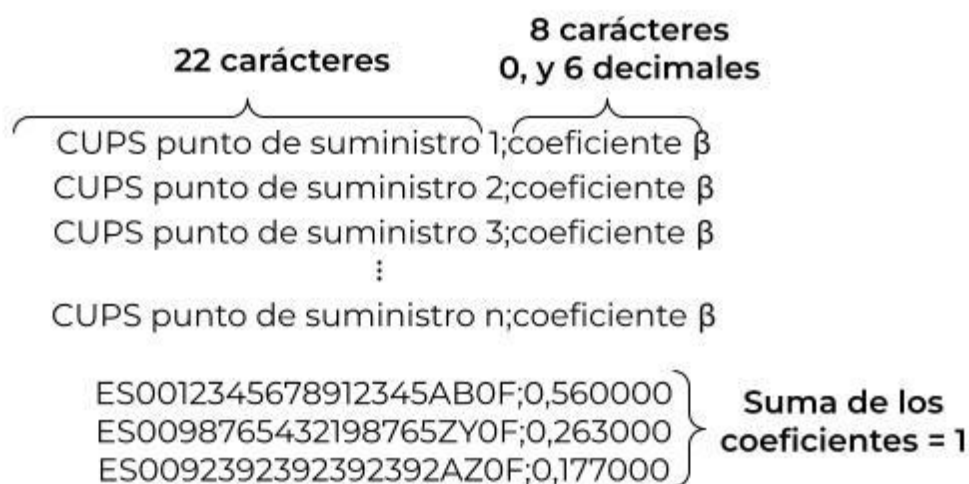 22 carácteres
8 carácteres
0, y 6 decimales
CUPS punto de suministro 1;coeficiente β
CUPS punto de suministro 2;coeficiente β
CUPS punto de suministro 3;coeficiente β
⋮
CUPS punto de suministro n;coeficiente β
ES0012345678912345AB0F;0,560000
ES0098765432198765ZY0F;0,263000
ES0092392392392392AZ0F;0,177000
Suma de los
coeficientes = 1